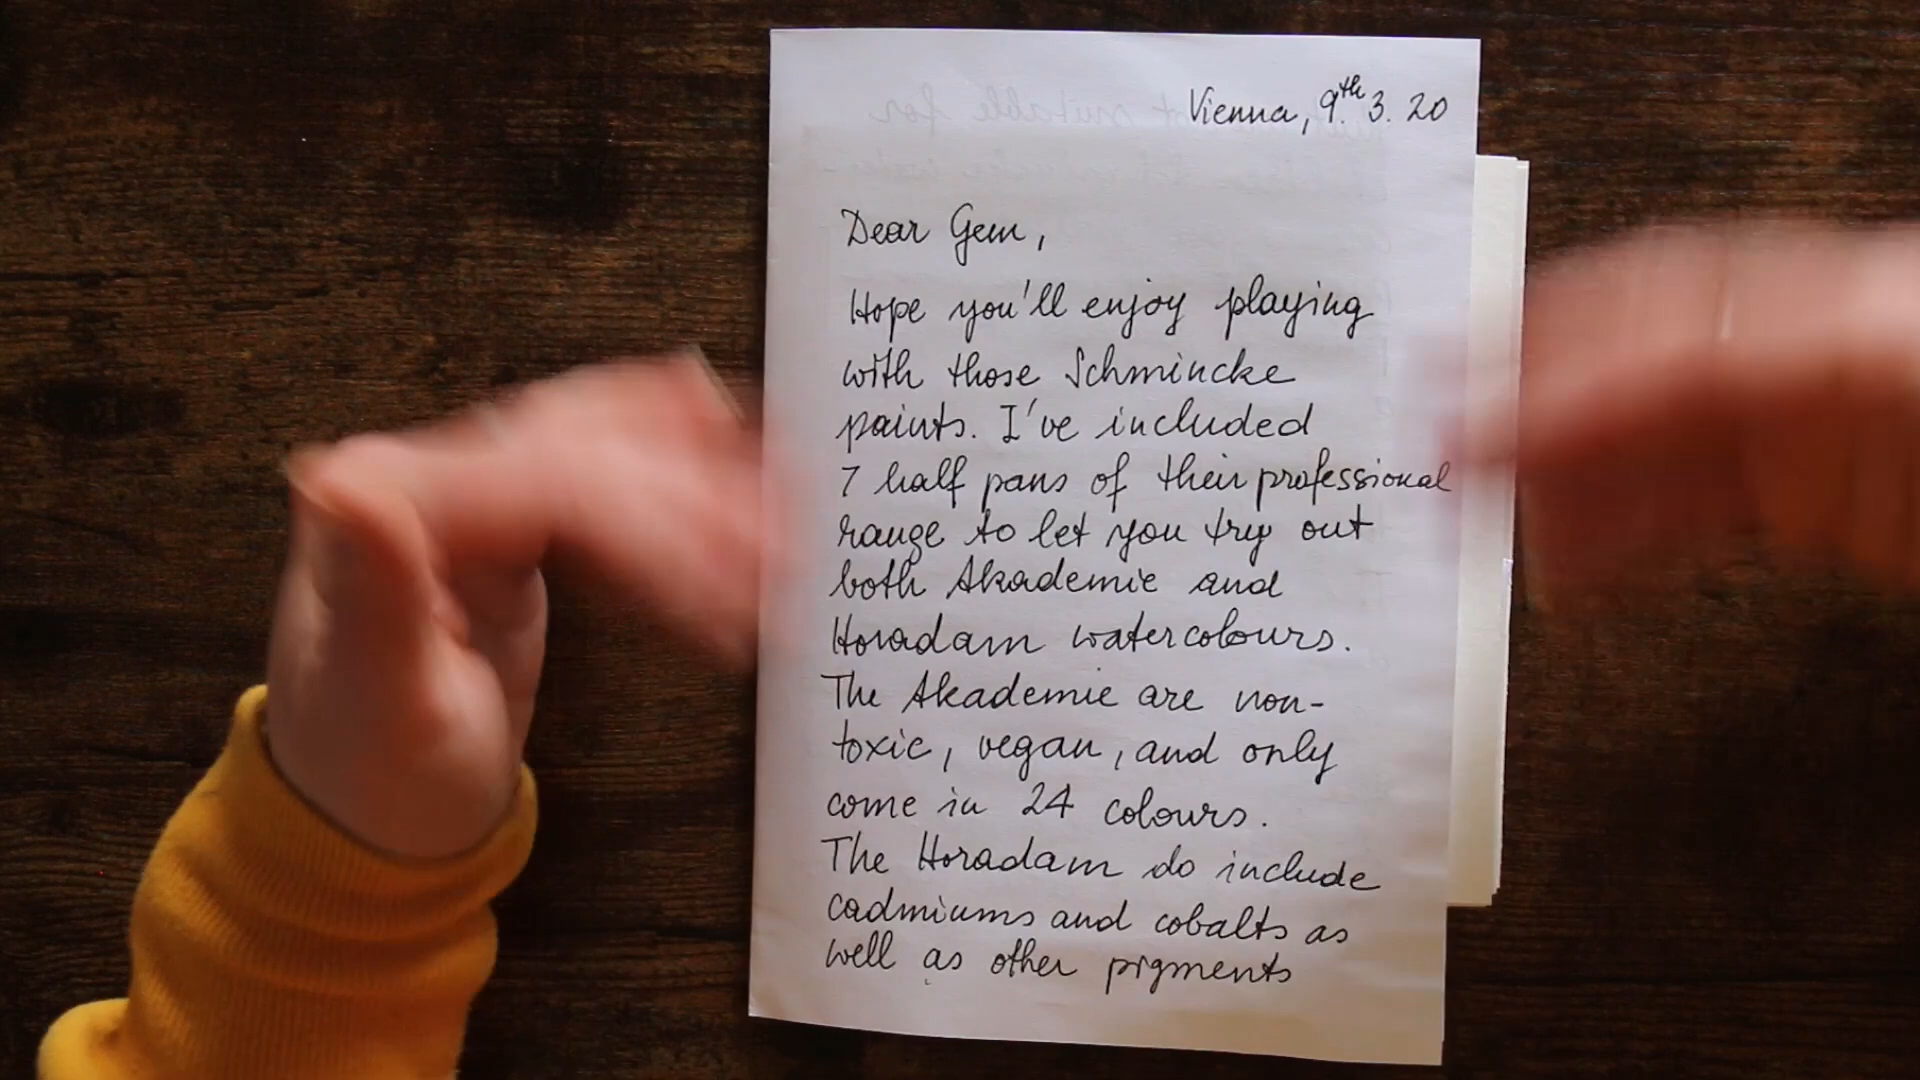 Vienna, 9.th 3. 20
Dear Gem,
Hope you'll enjoy playing
with those Schmincke
paints. I've included
7 half pans of their professional
range to let you try out
both Akademie and
Horadam watercolours.
The Akademie are non-
toxic, vegan, and only
come in 24 colours.
The Horadam do include
cadmiums and cobalts as
well as other pigments